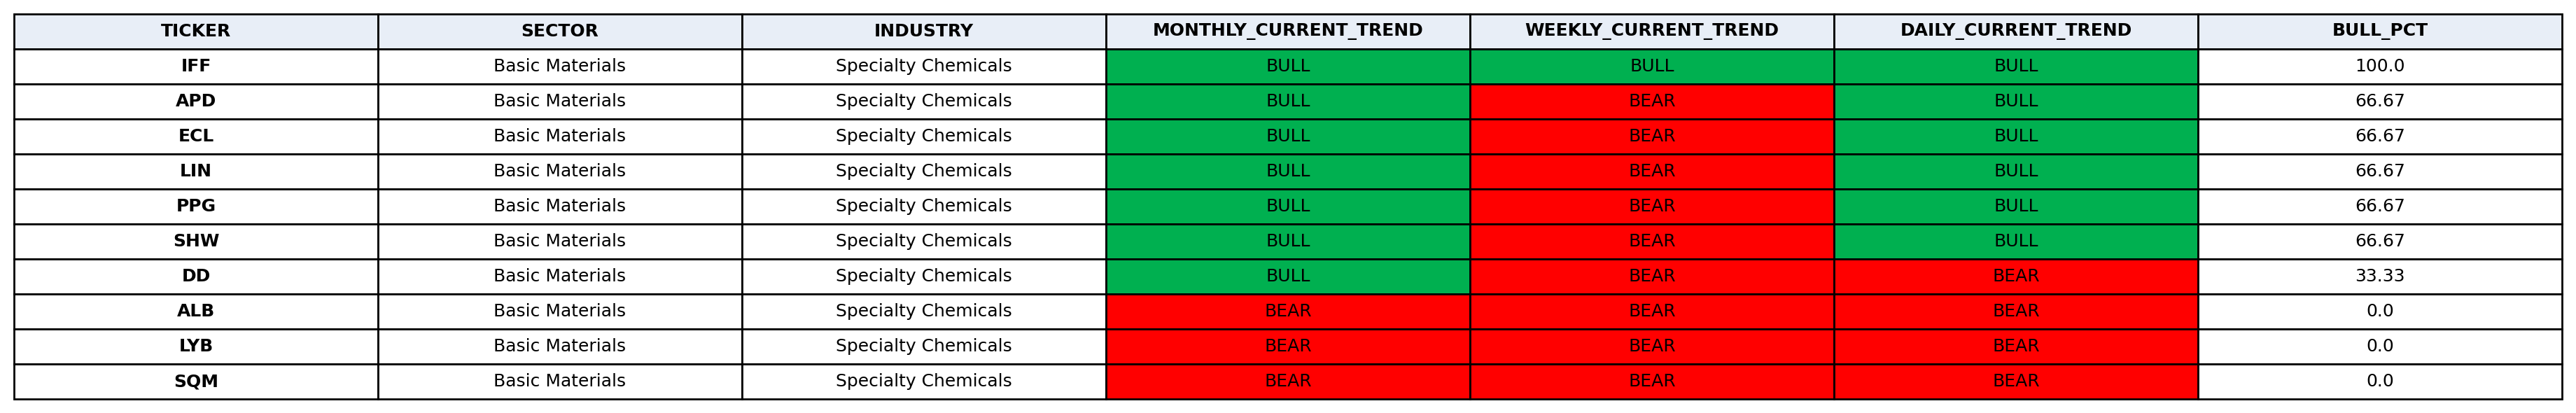 TICKER SECTOR INDUSTRY MONTHLY_CURRENT_TREND WEEKLY_CURRENT_TREND DAILY_CURRENT_TREND BULL_PCT
IFF Basic Materials Specialty Chemicals BULL BULL BULL 100.0
APD Basic Materials Specialty Chemicals BULL BEAR BULL 66.67
ECL Basic Materials Specialty Chemicals BULL BEAR BULL 66.67
LIN Basic Materials Specialty Chemicals BULL BEAR BULL 66.67
PPG Basic Materials Specialty Chemicals BULL BEAR BULL 66.67
SHW Basic Materials Specialty Chemicals BULL BEAR BULL 66.67
DD Basic Materials Specialty Chemicals BULL BEAR BEAR 33.33
ALB Basic Materials Specialty Chemicals BEAR BEAR BEAR 0.0
LYB Basic Materials Specialty Chemicals BEAR BEAR BEAR 0.0
SQM Basic Materials Specialty Chemicals BEAR BEAR BEAR 0.0